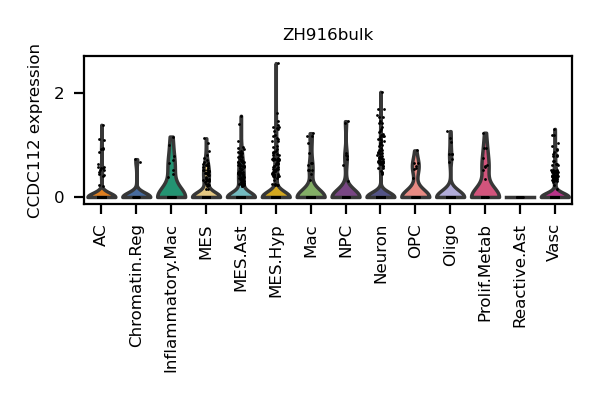 ZH916bulk
CCDC112 expression
2
0
AC
Chromatin.Reg
Inflammatory.Mac
MES
MES.Ast
MES.Hyp
Mac
NPC
Neuron
OPC
Oligo
Prolif.Metab
Reactive.Ast
Vasc